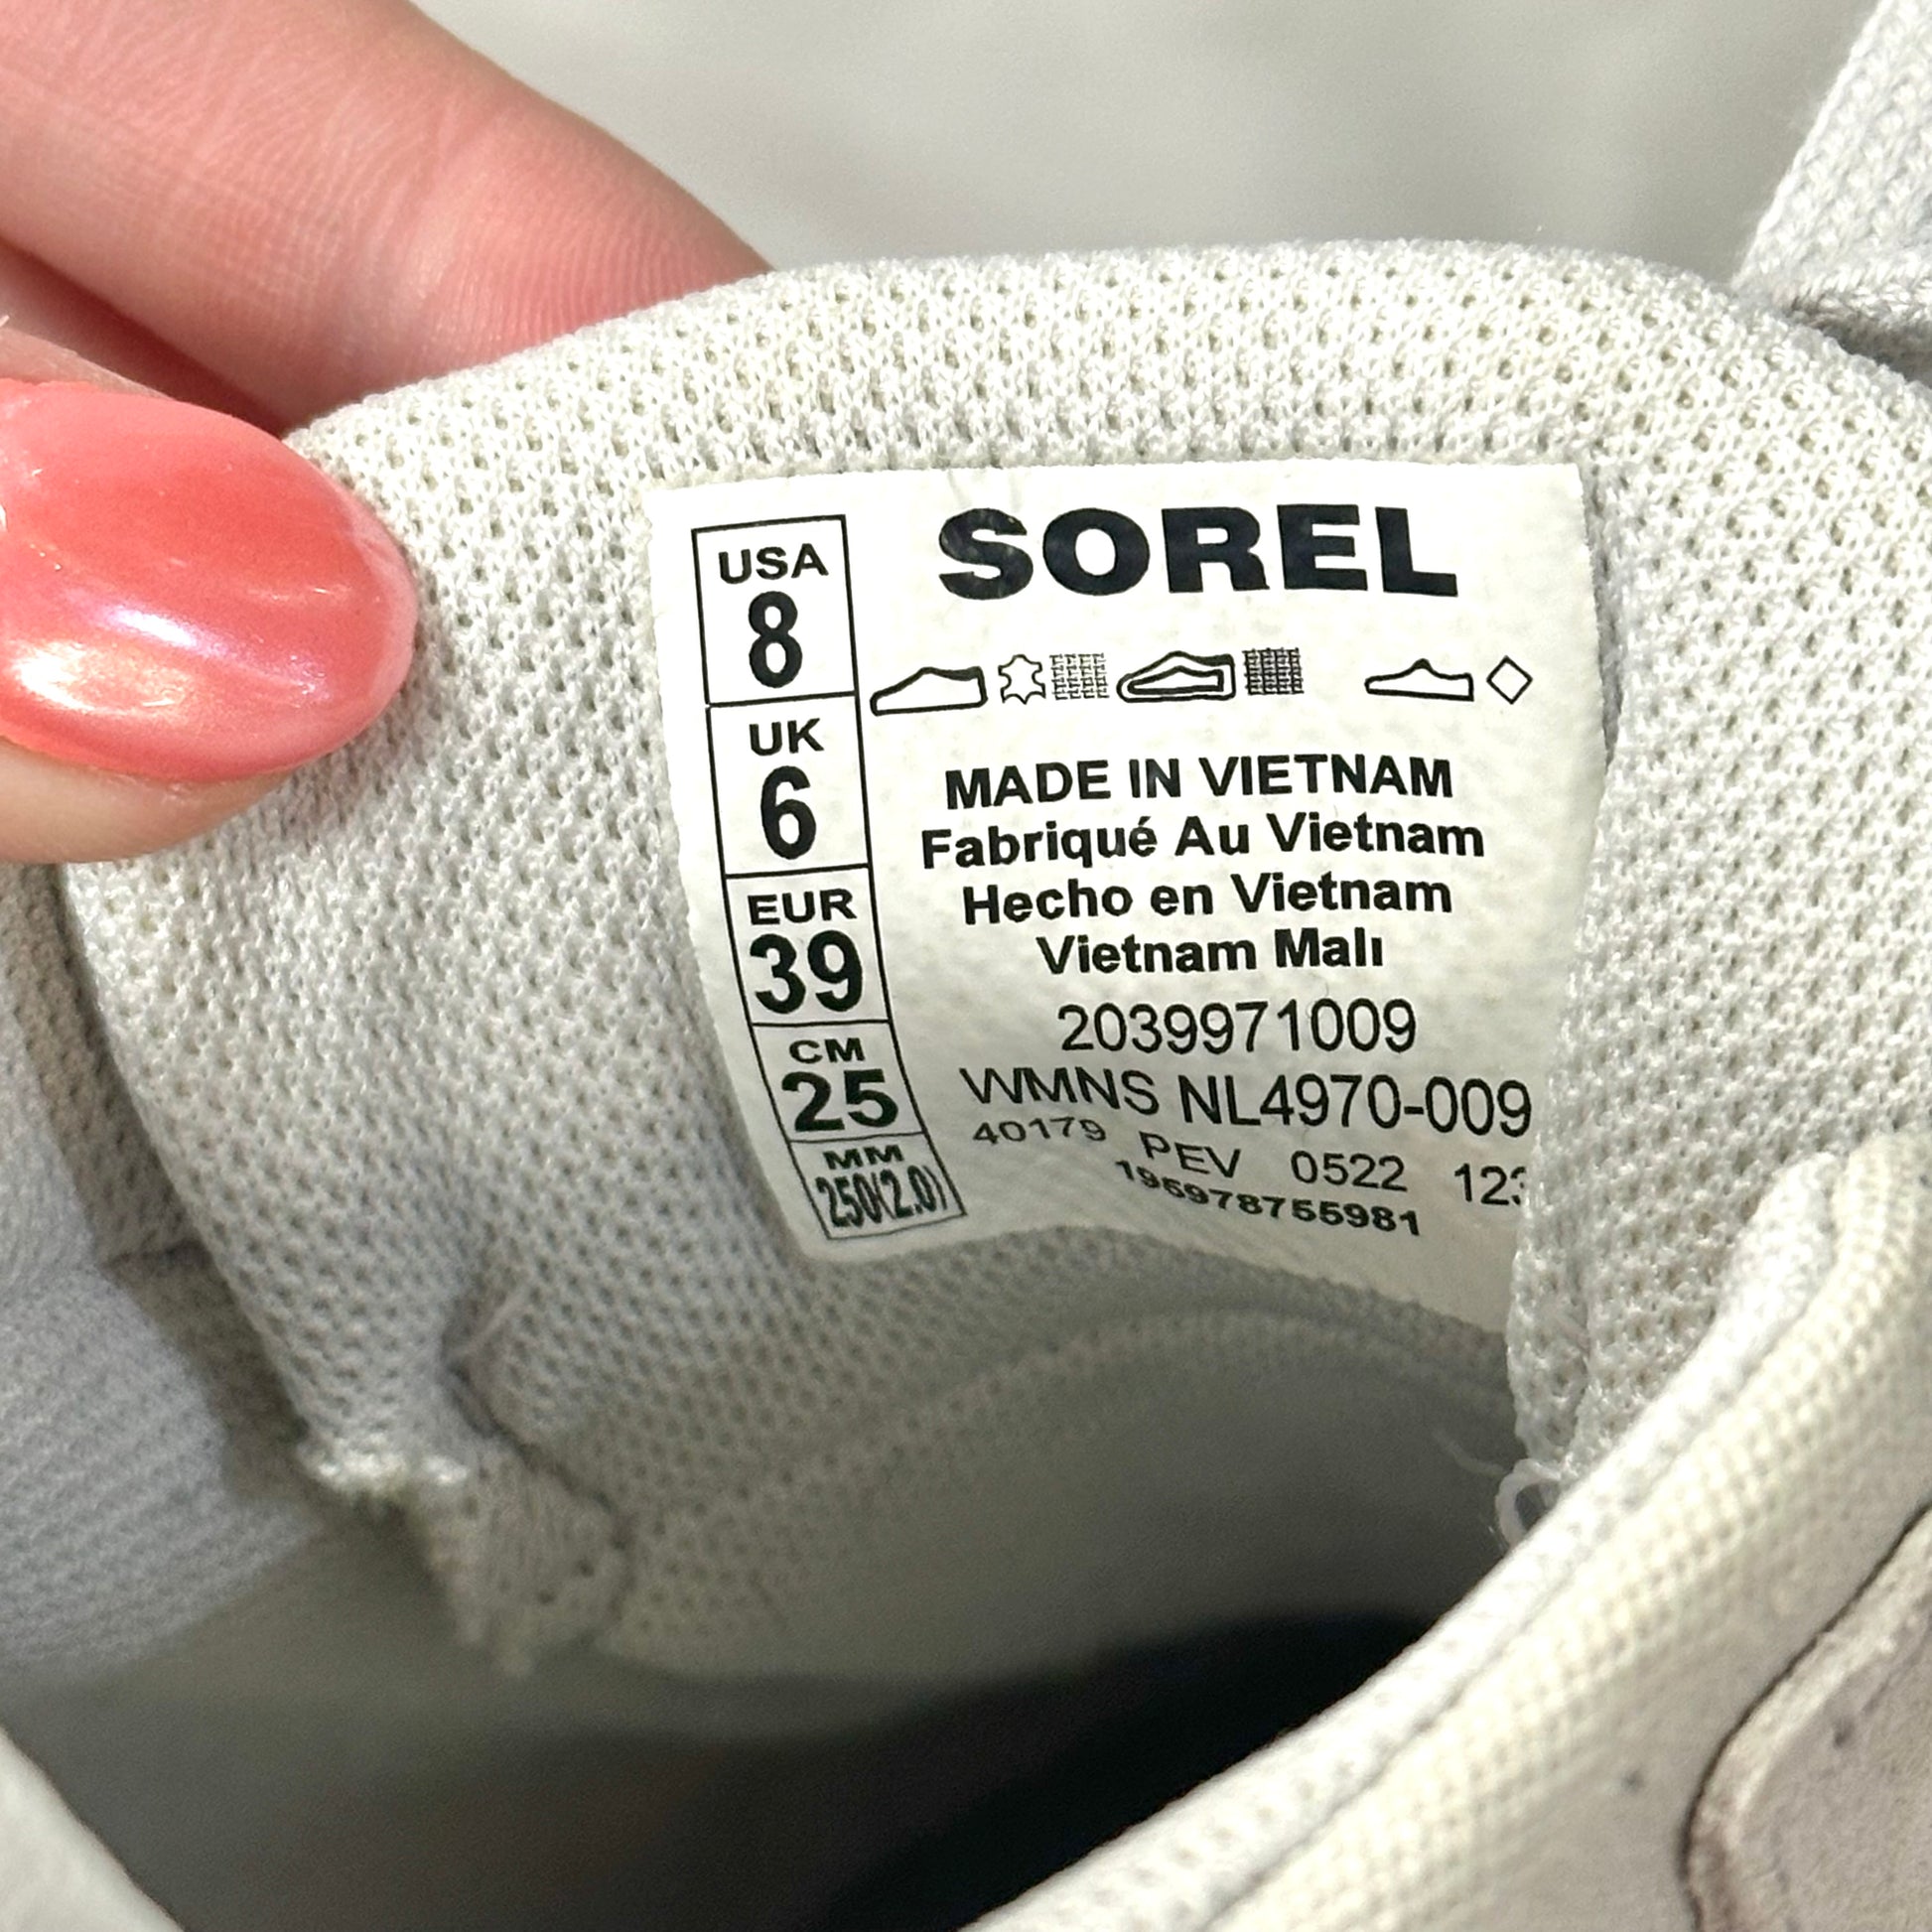 SOREL
USA
8
UK
6
EUR
39
CM
25
MM
250(2.0)
MADE IN VIETNAM
Fabriqué Au Vietnam
Hecho en Vietnam
Vietnam Malı
2039971009
WMNS NL4970-009
40179 PEV 0522
195978755981